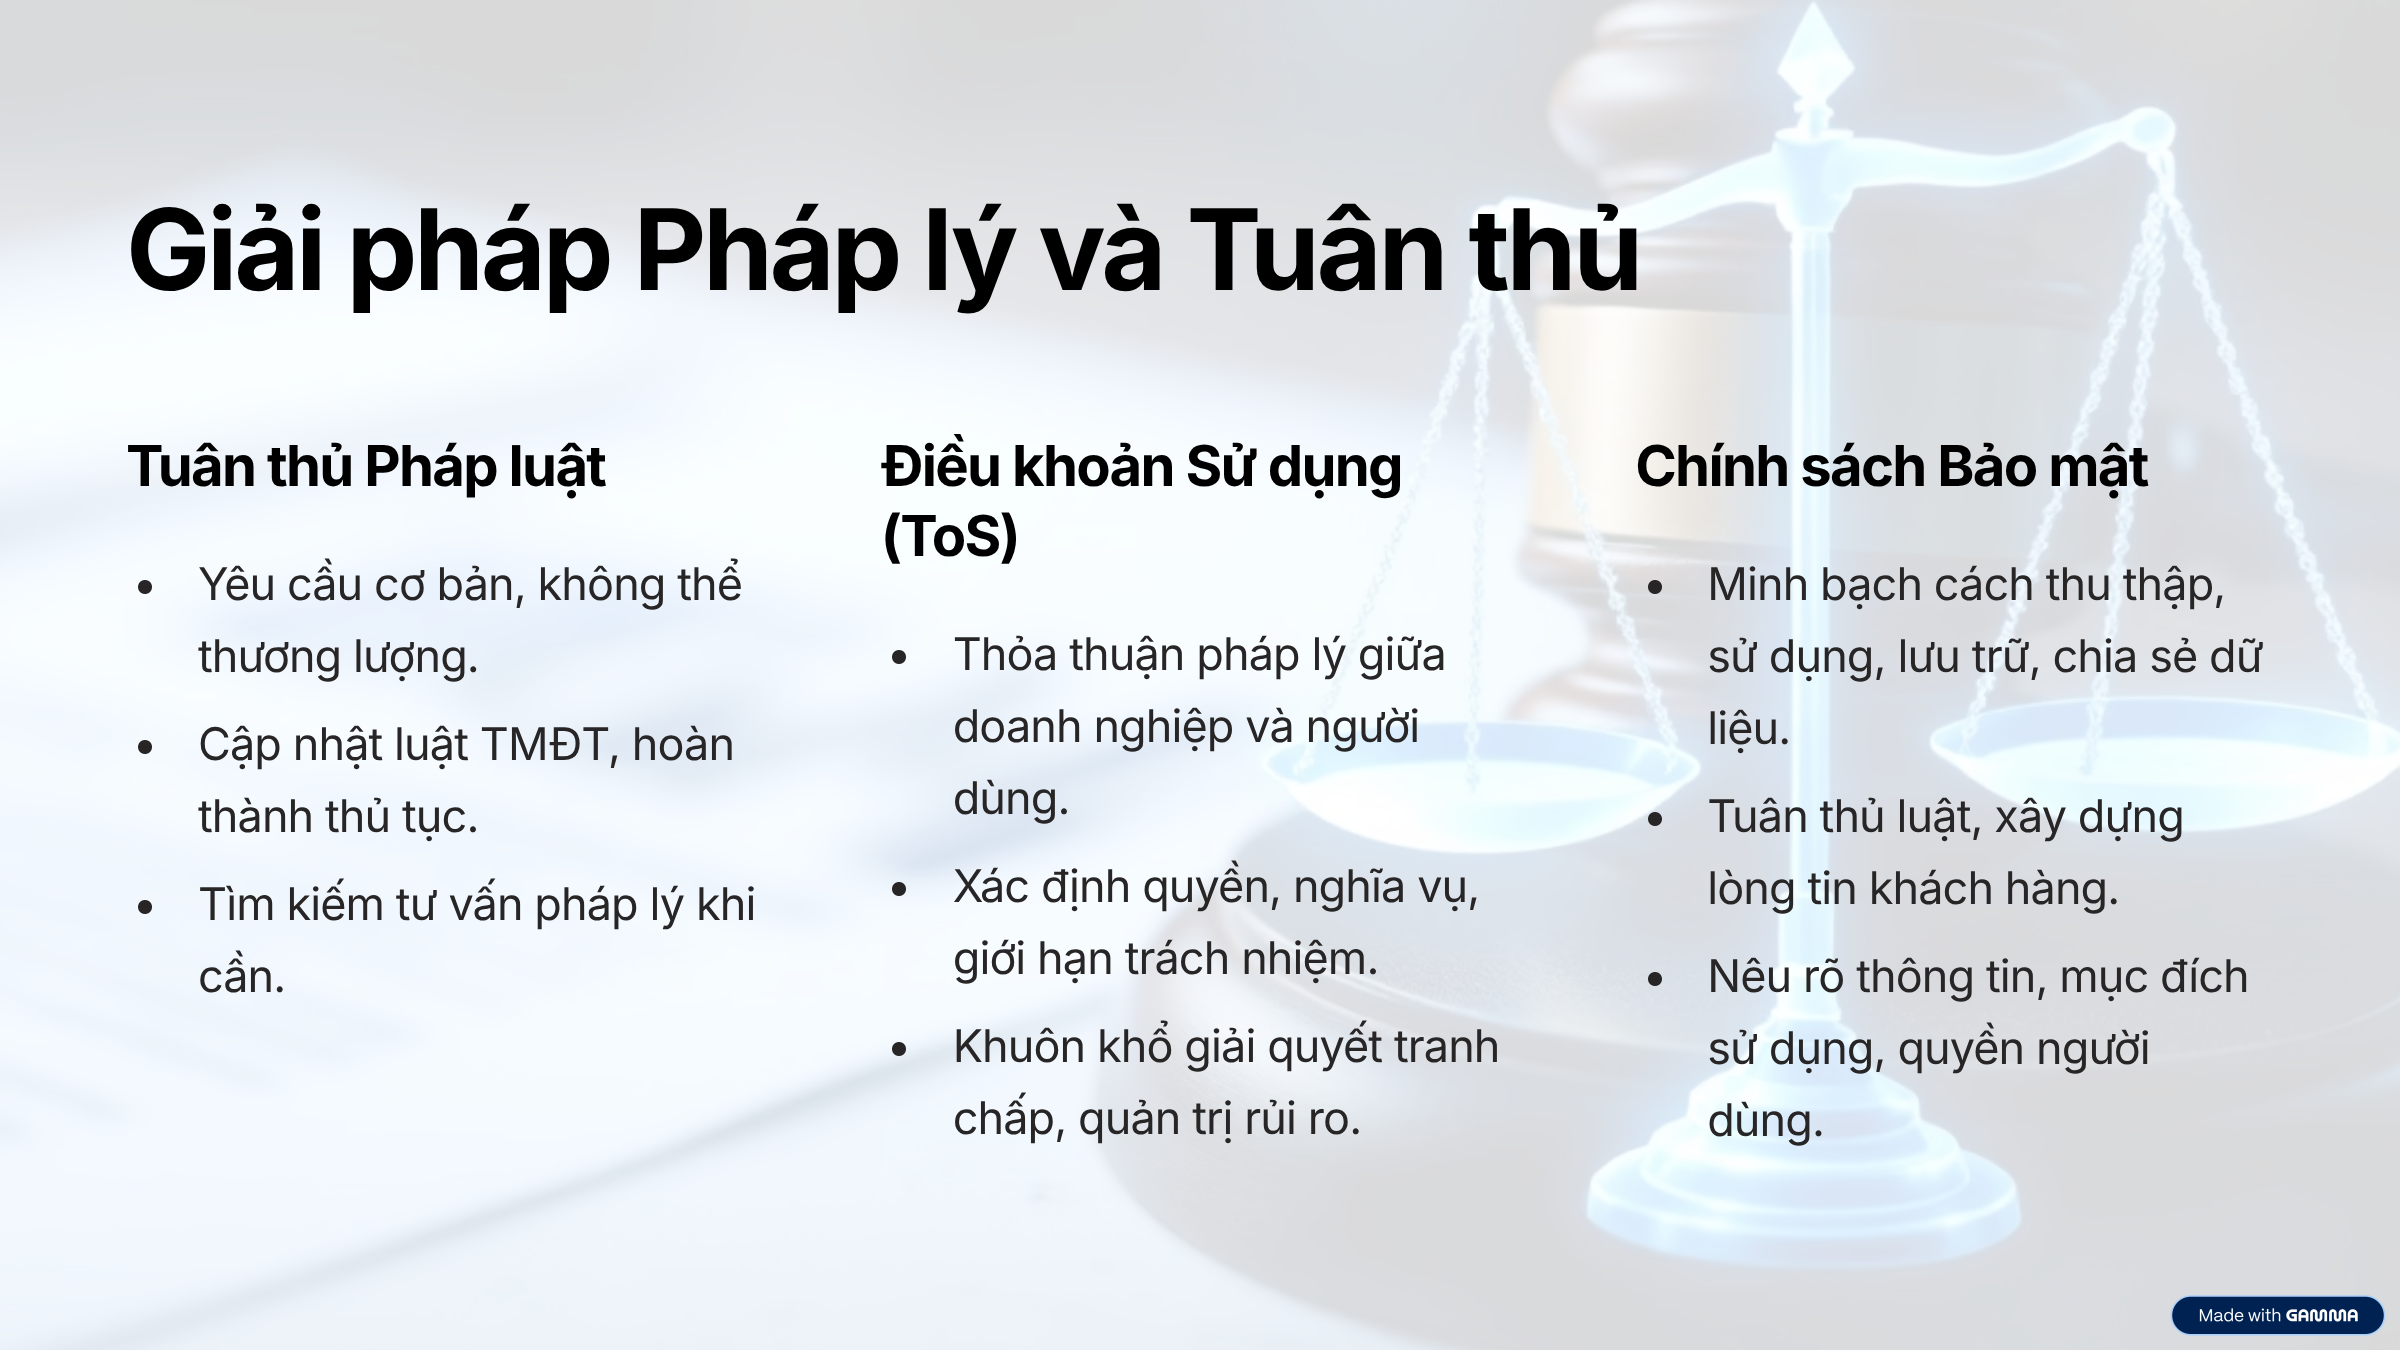 Giải pháp Pháp lý và Tuân thủ
Tuân thủ Pháp luật
• Yêu cầu cơ bản, không thể
thương lượng.
• Cập nhật luật TMĐT, hoàn
thành thủ tục.
• Tìm kiếm tư vấn pháp lý khi
cần.
Điều khoản Sử dụng
(ToS)
• Thỏa thuận pháp lý giữa
doanh nghiệp và người
dùng.
• Xác định quyền, nghĩa vụ,
giới hạn trách nhiệm.
• Khuôn khổ giải quyết tranh
chấp, quản trị rủi ro.
Chính sách Bảo mật
• Minh bạch cách thu thập,
sử dụng, lưu trữ, chia sẻ dữ
liệu.
• Tuân thủ luật, xây dựng
lòng tin khách hàng.
• Nêu rõ thông tin, mục đích
sử dụng, quyền người
dùng.
Made with GAMMA